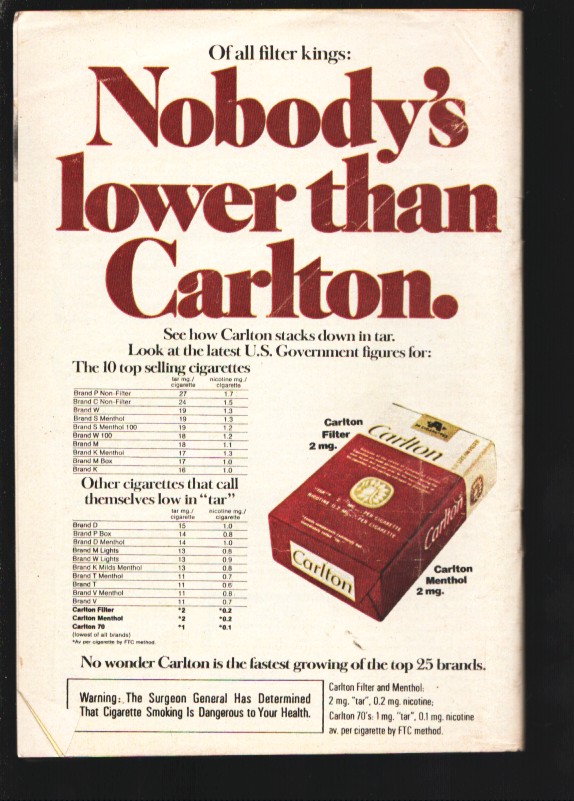 Of all filter kings:
Nobody's
lower than
Carlton.
See how Carlton stacks down in tar.
Look at the latest U.S. Government figures for:
The 10 top selling cigarettes
tar mg./ nicotine mg./
cigarette cigarette
Brand P Non-Filter 27 1.7
Brand C Non-Filter 24 1.5
Brand W 19 1.3
Brand S Menthol 19 1.3
Brand S Menthol 100 19 1.2
Brand W 100 18 1.2
Brand M 18 1.1
Brand K Menthol 17 1.3
Brand M Box 17 1.0
Brand K 16 1.0
Other cigarettes that call
themselves low in "tar"
tar mg./ nicotine mg./
cigarette cigarette
Brand D 15 1.0
Brand P Box 14 0.8
Brand D Menthol 14 1.0
Brand M Lights 13 0.8
Brand W Lights 13 0.9
Brand K Milds Menthol 13 0.8
Brand T Menthol 11 0.7
Brand T 11 0.6
Brand V Menthol 11 0.8
Brand V 11 0.7
Carlton Filter *2 *0.2
Carlton Menthol *2 *0.2
Carlton 70 *1 *0.1
(lowest of all brands)
*Av. per cigarette by FTC method.
Carlton
Filter
2 mg.
Carlton
Carlton
Carlton
Carlton
Menthol
2 mg.
No wonder Carlton is the fastest growing of the top 25 brands.
Warning: The Surgeon General Has Determined
That Cigarette Smoking Is Dangerous to Your Health.
Carlton Filter and Menthol:
2 mg. "tar", 0.2 mg. nicotine;
Carlton 70's: 1 mg. "tar", 0.1 mg. nicotine
av. per cigarette by FTC method.